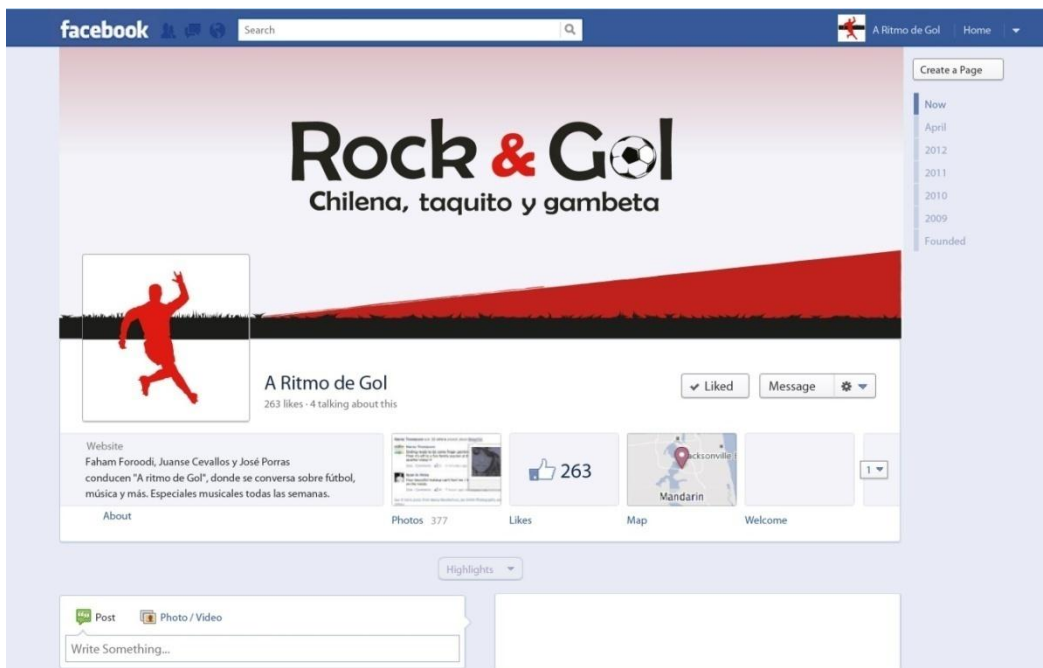 facebook
Search
A Ritmo de Gol
Home
Create a Page
Now
April
2012
2011
2010
2009
Founded
Rock & Gol
Chilena, taquito y gambeta
A Ritmo de Gol
263 likes · 4 talking about this
Liked
Message
Website
Faham Foroodi, Juanse Cevallos y José Porras
conducen "A ritmo de Gol", donde se conversa sobre fútbol,
música y más. Especiales musicales todas las semanas.
About
Photos 377
263
Likes
Mandarin
Map
Welcome
1
Highlights
Post
Photo / Video
Write Something...